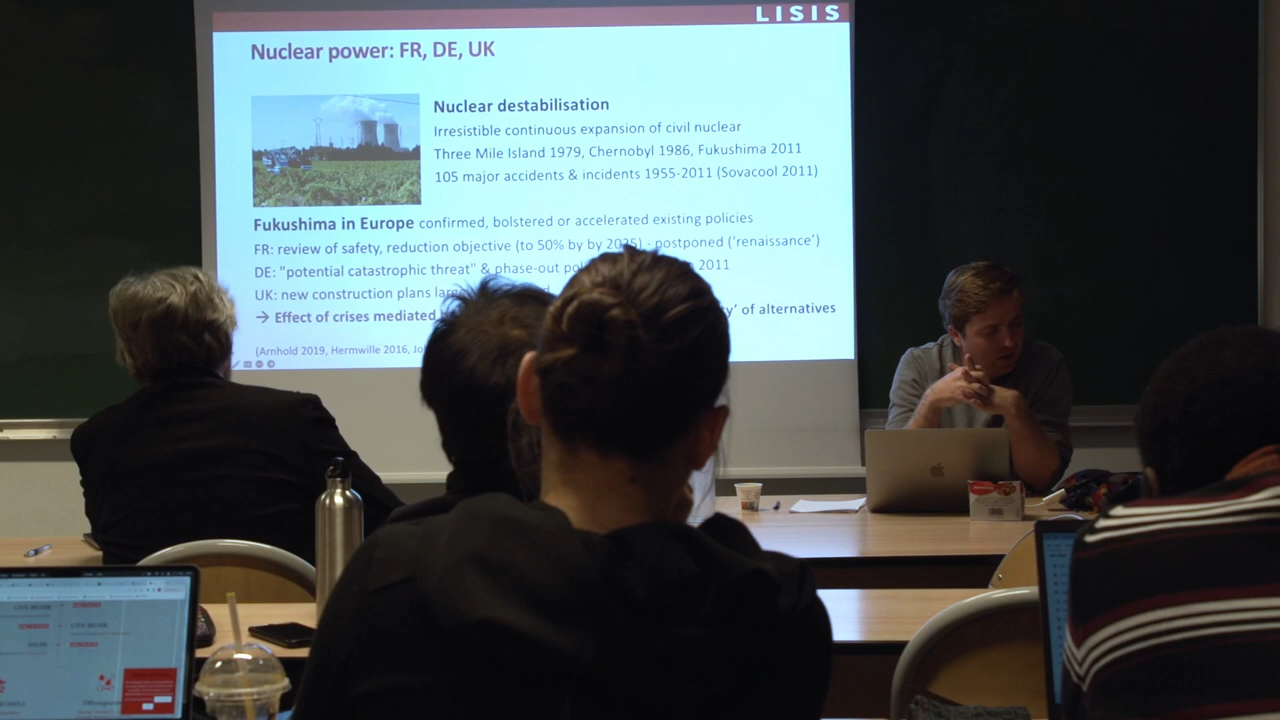 LISIS
Nuclear power: FR, DE, UK
Nuclear destabilisation
Irresistible continuous expansion of civil nuclear
Three Mile Island 1979, Chernobyl 1986, Fukushima 2011
105 major accidents & incidents 1955-2011 (Sovacool 2011)
Fukushima in Europe confirmed, bolstered or accelerated existing policies
FR: review of safety, reduction objective (to 50% by by 2025) - postponed ('renaissance')
DE: "potential catastrophic threat" & phase-out 2011
UK: new construction plans
→ Effect of crises mediated of alternatives
(Arnhold 2019, Hermwille 2016,